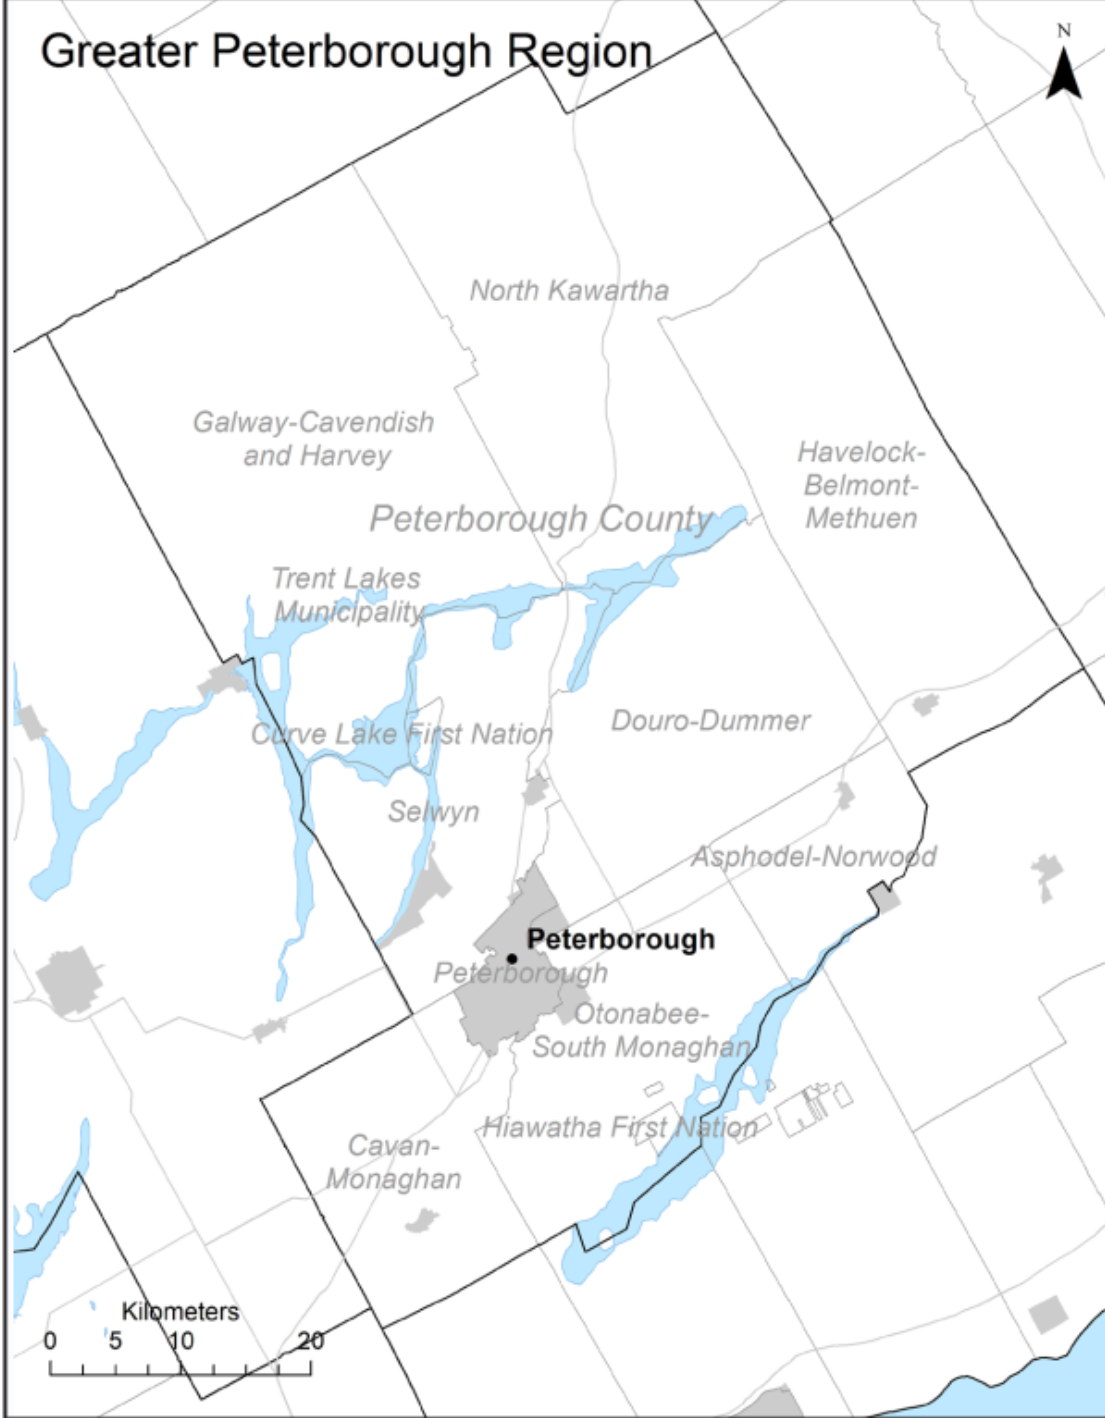 Greater Peterborough Region
N
North Kawartha
Galway-Cavendish
and Harvey
Havelock-
Belmont-
Methuen
Peterborough County
Trent Lakes
Municipality
Curve Lake First Nation
Douro-Dummer
Selwyn
Asphodel-Norwood
Peterborough
Peterborough
Otonabee-
South Monaghan
Hiawatha First Nation
Cavan-
Monaghan
Kilometers
0 5 10 20